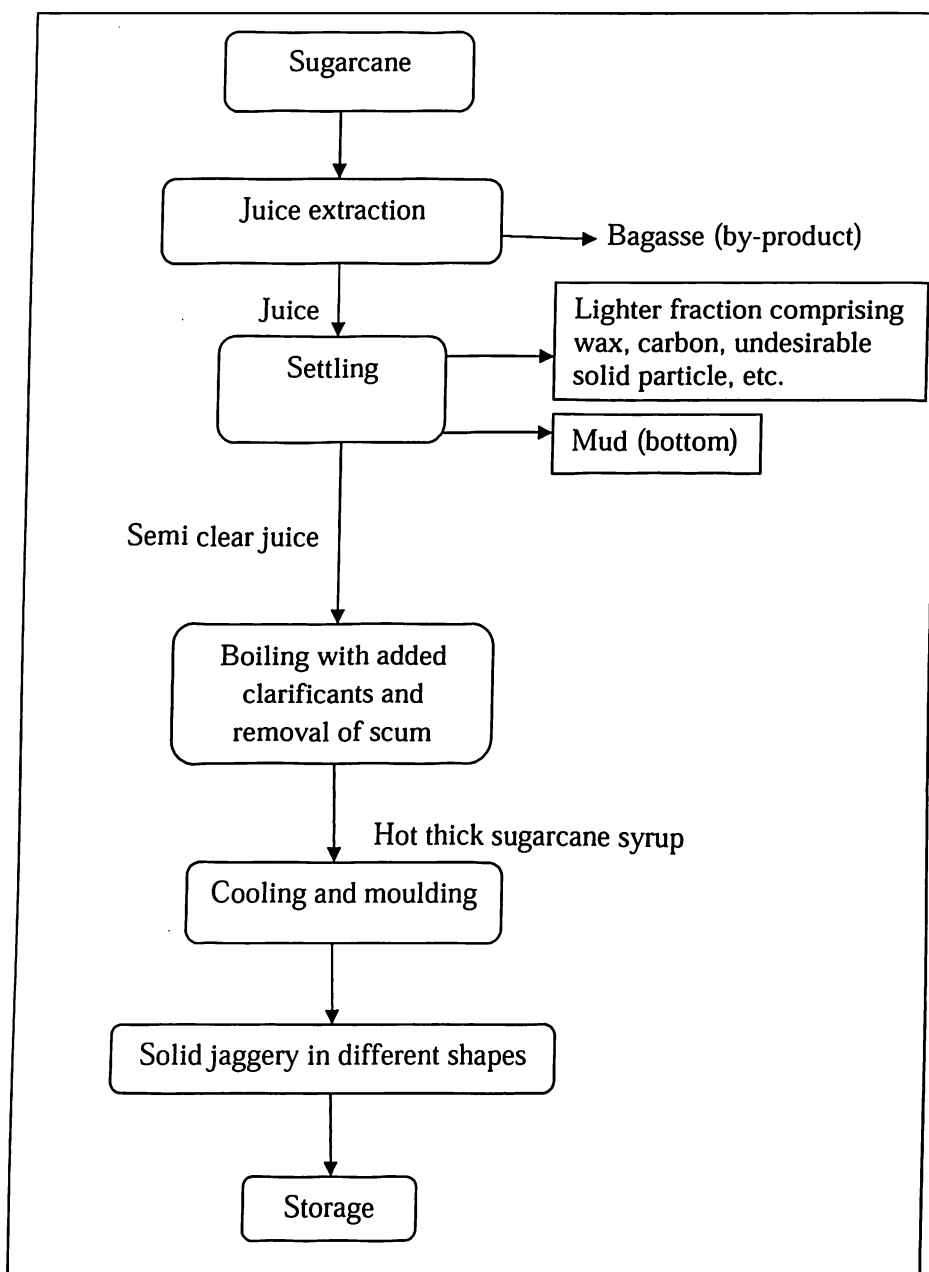 Sugarcane
Juice extraction
Bagasse (by-product)
Juice
Lighter fraction comprising
wax, carbon, undesirable
solid particle, etc.
Settling
Mud (bottom)
Semi clear juice
Boiling with added
clarificants and
removal of scum
Hot thick sugarcane syrup
Cooling and moulding
Solid jaggery in different shapes
Storage